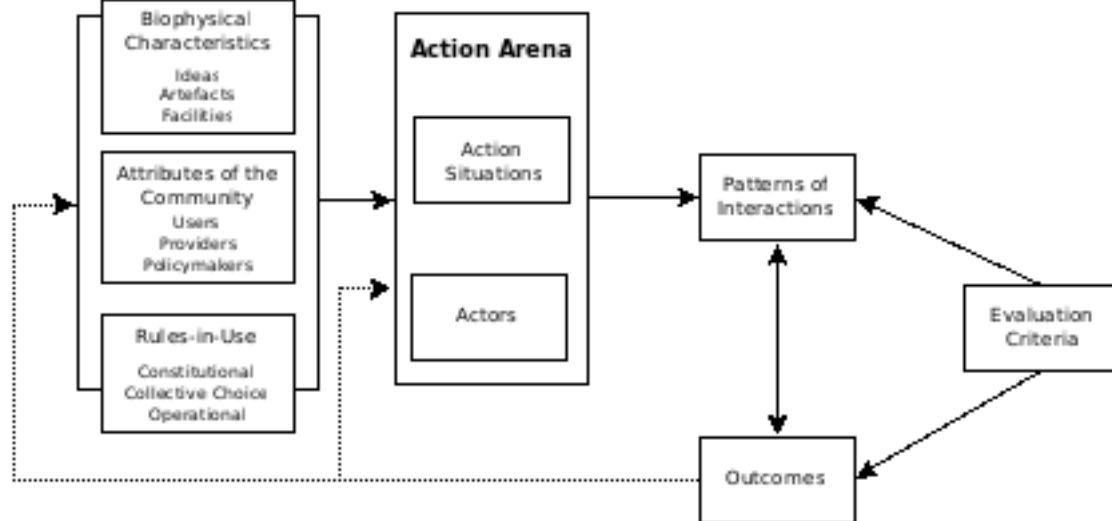 Biophysical
Characteristics
Ideas
Artefacts
Facilities
Attributes of the
Community
Users
Providers
Policymakers
Rules-in-Use
Constitutional
Collective Choice
Operational
Action Arena
Action
Situations
Actors
Patterns of
Interactions
Outcomes
Evaluation
Criteria